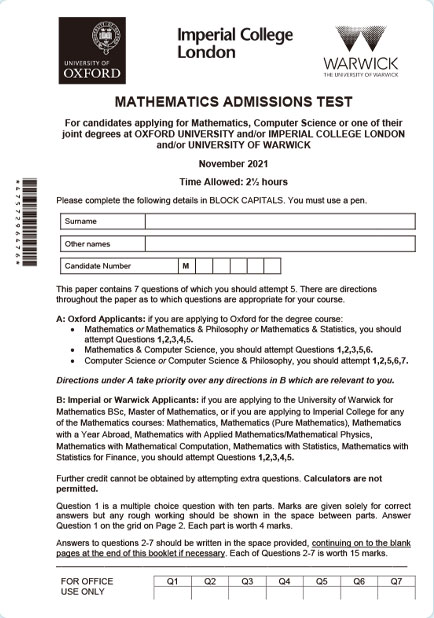 UNIVERSITY OF
OXFORD
Imperial College
London
WARWICK
THE UNIVERSITY OF WARWICK
MATHEMATICS ADMISSIONS TEST
For candidates applying for Mathematics, Computer Science or one of their
joint degrees at OXFORD UNIVERSITY and/or IMPERIAL COLLEGE LONDON
and/or UNIVERSITY OF WARWICK
November 2021
Time Allowed: 2½ hours
Please complete the following details in BLOCK CAPITALS. You must use a pen.
Surname
Other names
Candidate Number M
This paper contains 7 questions of which you should attempt 5. There are directions
throughout the paper as to which questions are appropriate for your course.
A: Oxford Applicants: if you are applying to Oxford for the degree course:
• Mathematics or Mathematics & Philosophy or Mathematics & Statistics, you should
attempt Questions 1,2,3,4,5.
• Mathematics & Computer Science, you should attempt Questions 1,2,3,5,6.
• Computer Science or Computer Science & Philosophy, you should attempt 1,2,5,6,7.
Directions under A take priority over any directions in B which are relevant to you.
B: Imperial or Warwick Applicants: if you are applying to the University of Warwick for
Mathematics BSc, Master of Mathematics, or if you are applying to Imperial College for any
of the Mathematics courses: Mathematics, Mathematics (Pure Mathematics), Mathematics
with a Year Abroad, Mathematics with Applied Mathematics/Mathematical Physics,
Mathematics with Mathematical Computation, Mathematics with Statistics, Mathematics with
Statistics for Finance, you should attempt Questions 1,2,3,4,5.
Further credit cannot be obtained by attempting extra questions. Calculators are not
permitted.
Question 1 is a multiple choice question with ten parts. Marks are given solely for correct
answers but any rough working should be shown in the space between parts. Answer
Question 1 on the grid on Page 2. Each part is worth 4 marks.
Answers to questions 2-7 should be written in the space provided, continuing on to the blank
pages at the end of this booklet if necessary. Each of Questions 2-7 is worth 15 marks.
FOR OFFICE
USE ONLY
Q1 Q2 Q3 Q4 Q5 Q6 Q7